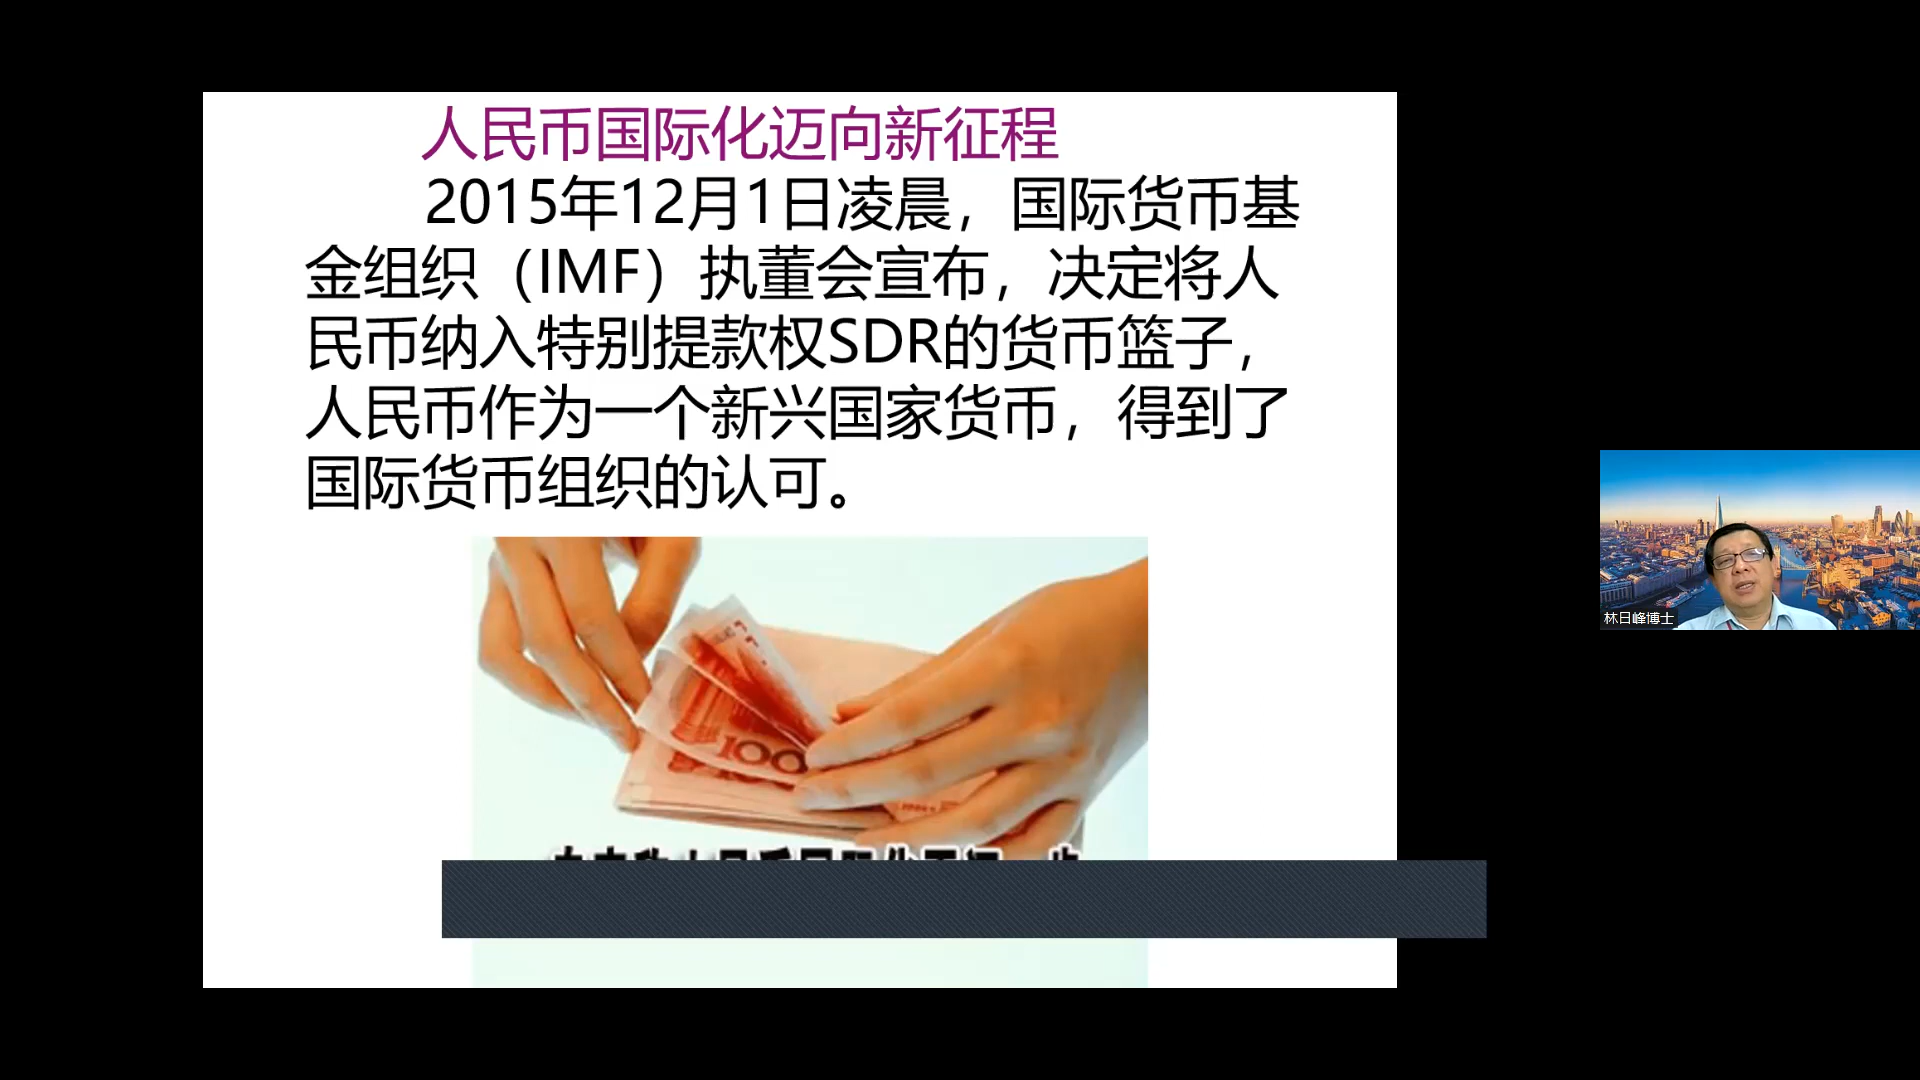 人民币国际化迈向新征程
2015年12月1日凌晨，国际货币基
金组织（IMF）执董会宣布，决定将人
民币纳入特别提款权SDR的货币篮子，
人民币作为一个新兴国家货币，得到了
国际货币组织的认可。
100
林日峰博士